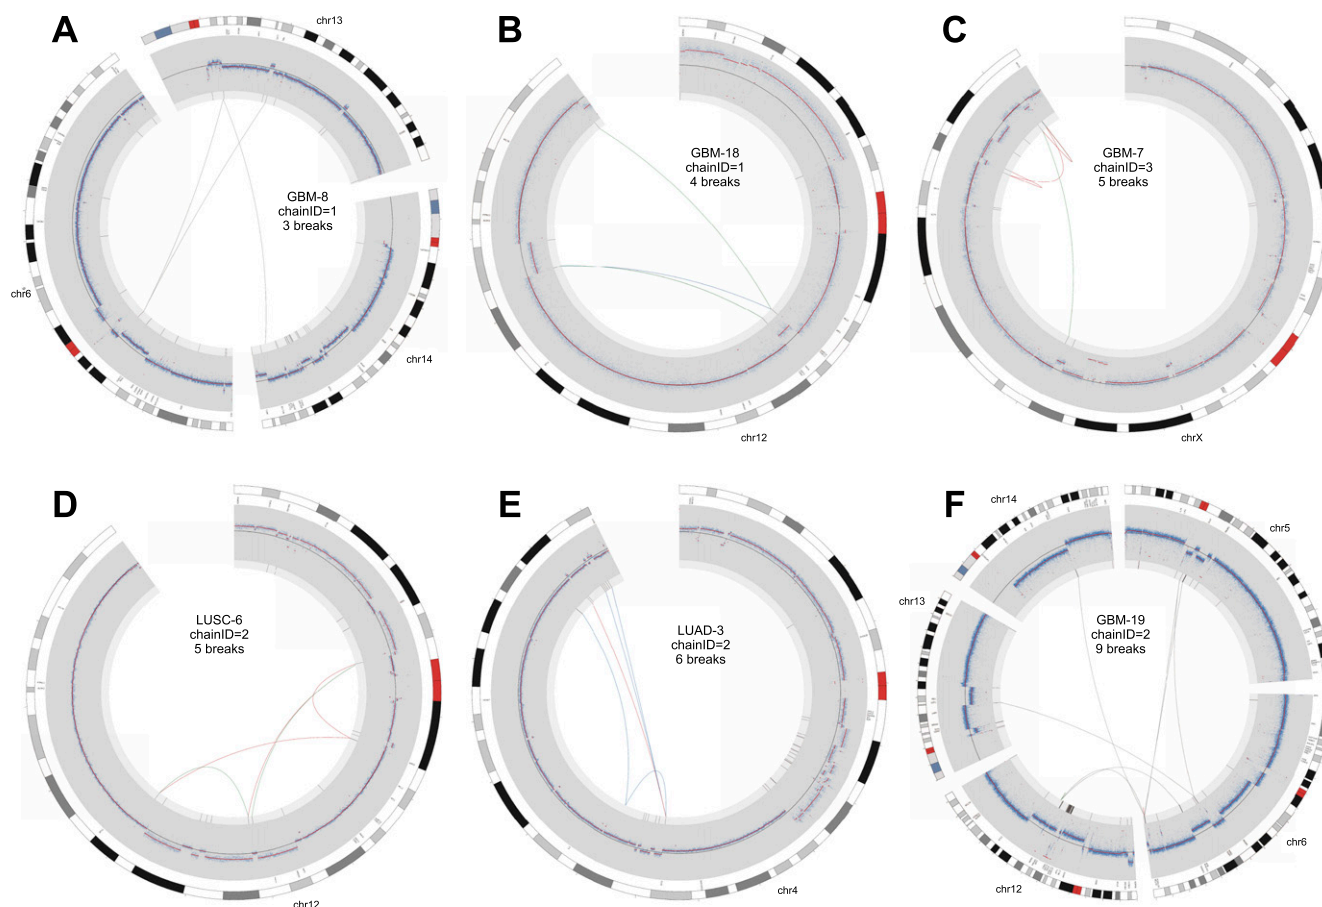 A
chr13
GBM-8
chainID=1
3 breaks
chr6
chr14
B
GBM-18
chainID=1
4 breaks
chr12
C
GBM-7
chainID=3
5 breaks
chrX
D
LUSC-6
chainID=2
5 breaks
chr12
E
LUAD-3
chainID=2
6 breaks
chr4
F
chr14
chr5
chr13
GBM-19
chainID=2
9 breaks
chr6
chr12